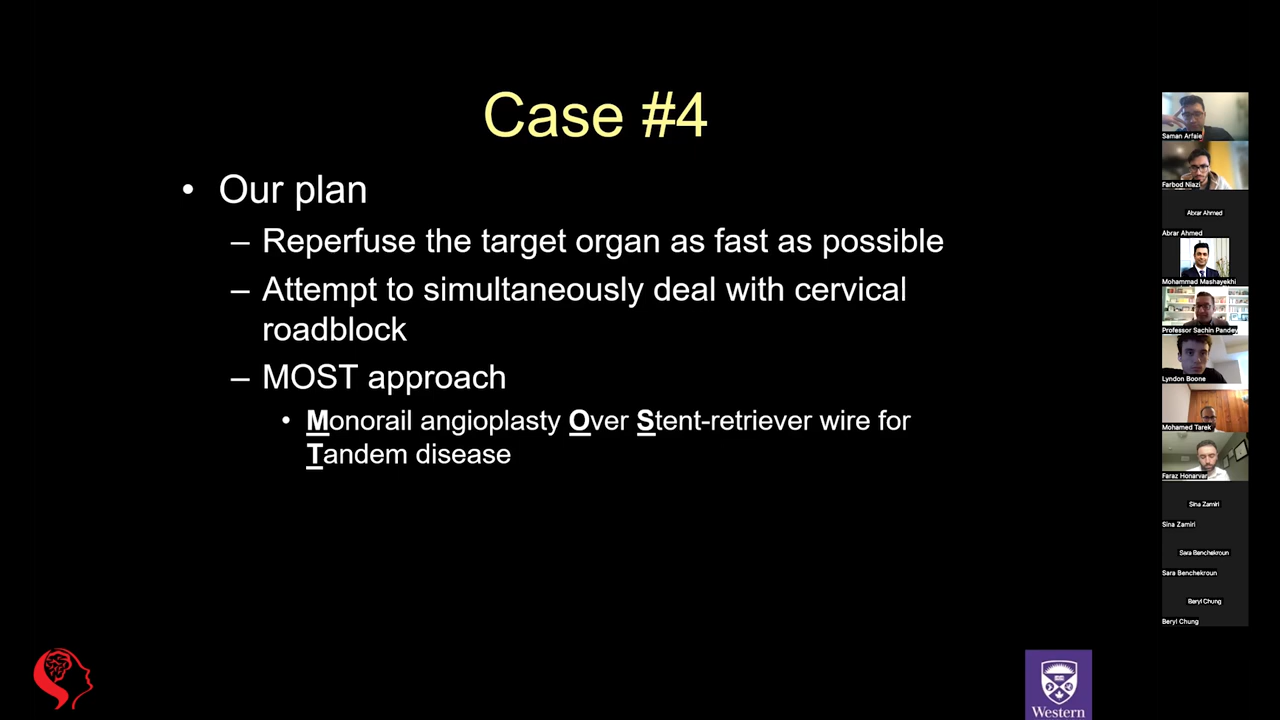 Case #4
• Our plan
– Reperfuse the target organ as fast as possible
– Attempt to simultaneously deal with cervical
roadblock
– MOST approach
• Monorail angioplasty Over Stent-retriever wire for
Tandem disease
Saman Arfaie
Farbod Niazi
Abrar Ahmed
Abrar Ahmed
Mohammad Mashayekhi
Professor Sachin Pandey
Lyndon Boone
Mohamed Tarek
Faraz Honarvar
Sina Zamiri
Sina Zamiri
Sara Benchekroun
Sara Benchekroun
Beryl Chung
Beryl Chung
Western